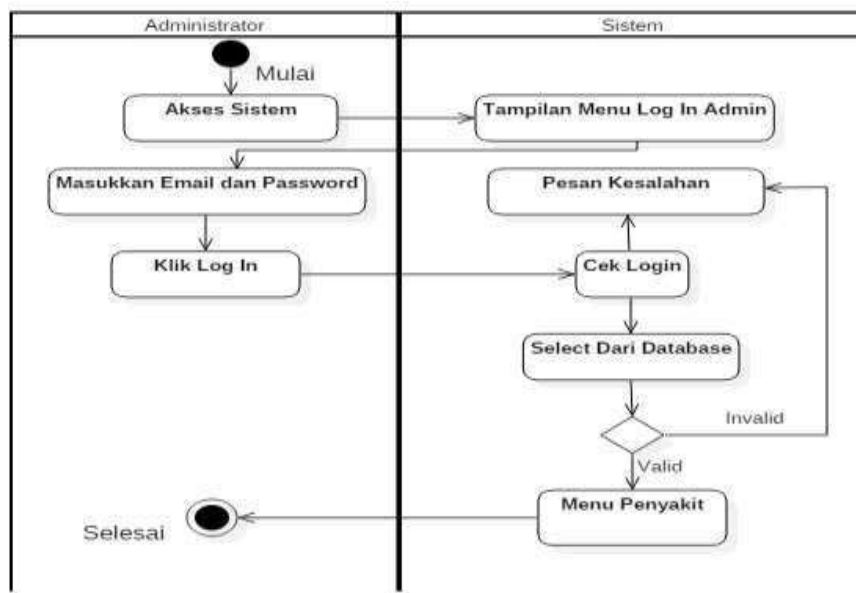 Administrator
Sistem
Mulai
Akses Sistem
Tampilan Menu Log In Admin
Masukkan Email dan Password
Pesan Kesalahan
Klik Log In
Cek Login
Select Dari Database
Invalid
Valid
Menu Penyakit
Selesai